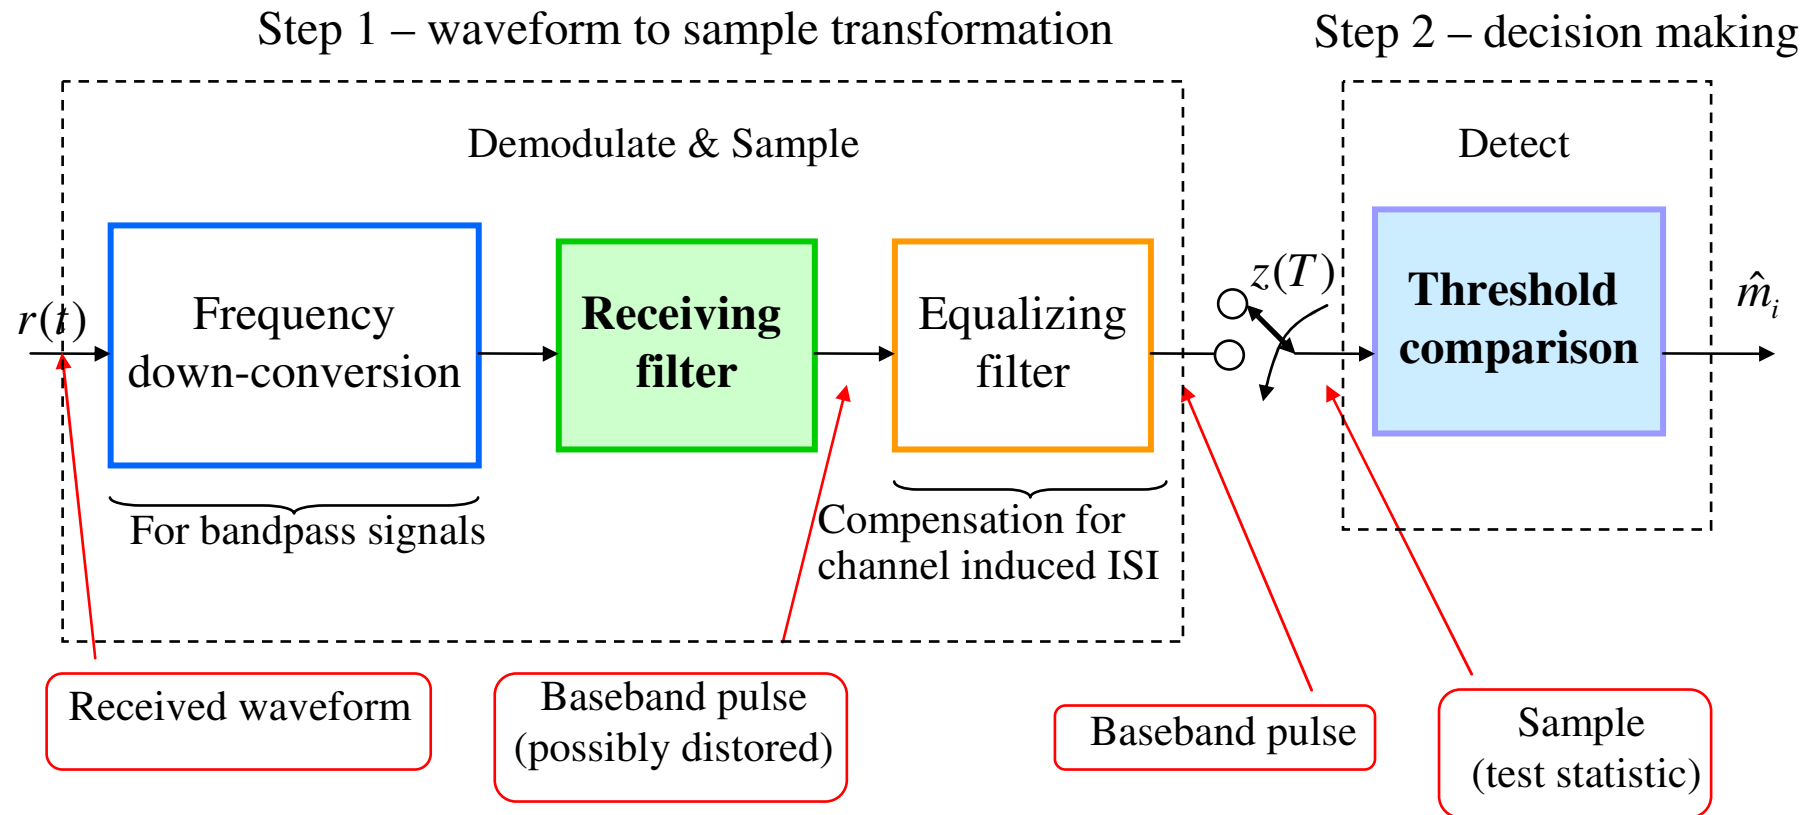 Step 1 – waveform to sample transformation
Step 2 – decision making
Demodulate & Sample
Detect
r(t)
Frequency
down-conversion
Receiving
filter
Equalizing
filter
z(T)
Threshold
comparison
m̂ᵢ
For bandpass signals
Compensation for
channel induced ISI
Received waveform
Baseband pulse
(possibly distored)
Baseband pulse
Sample
(test statistic)